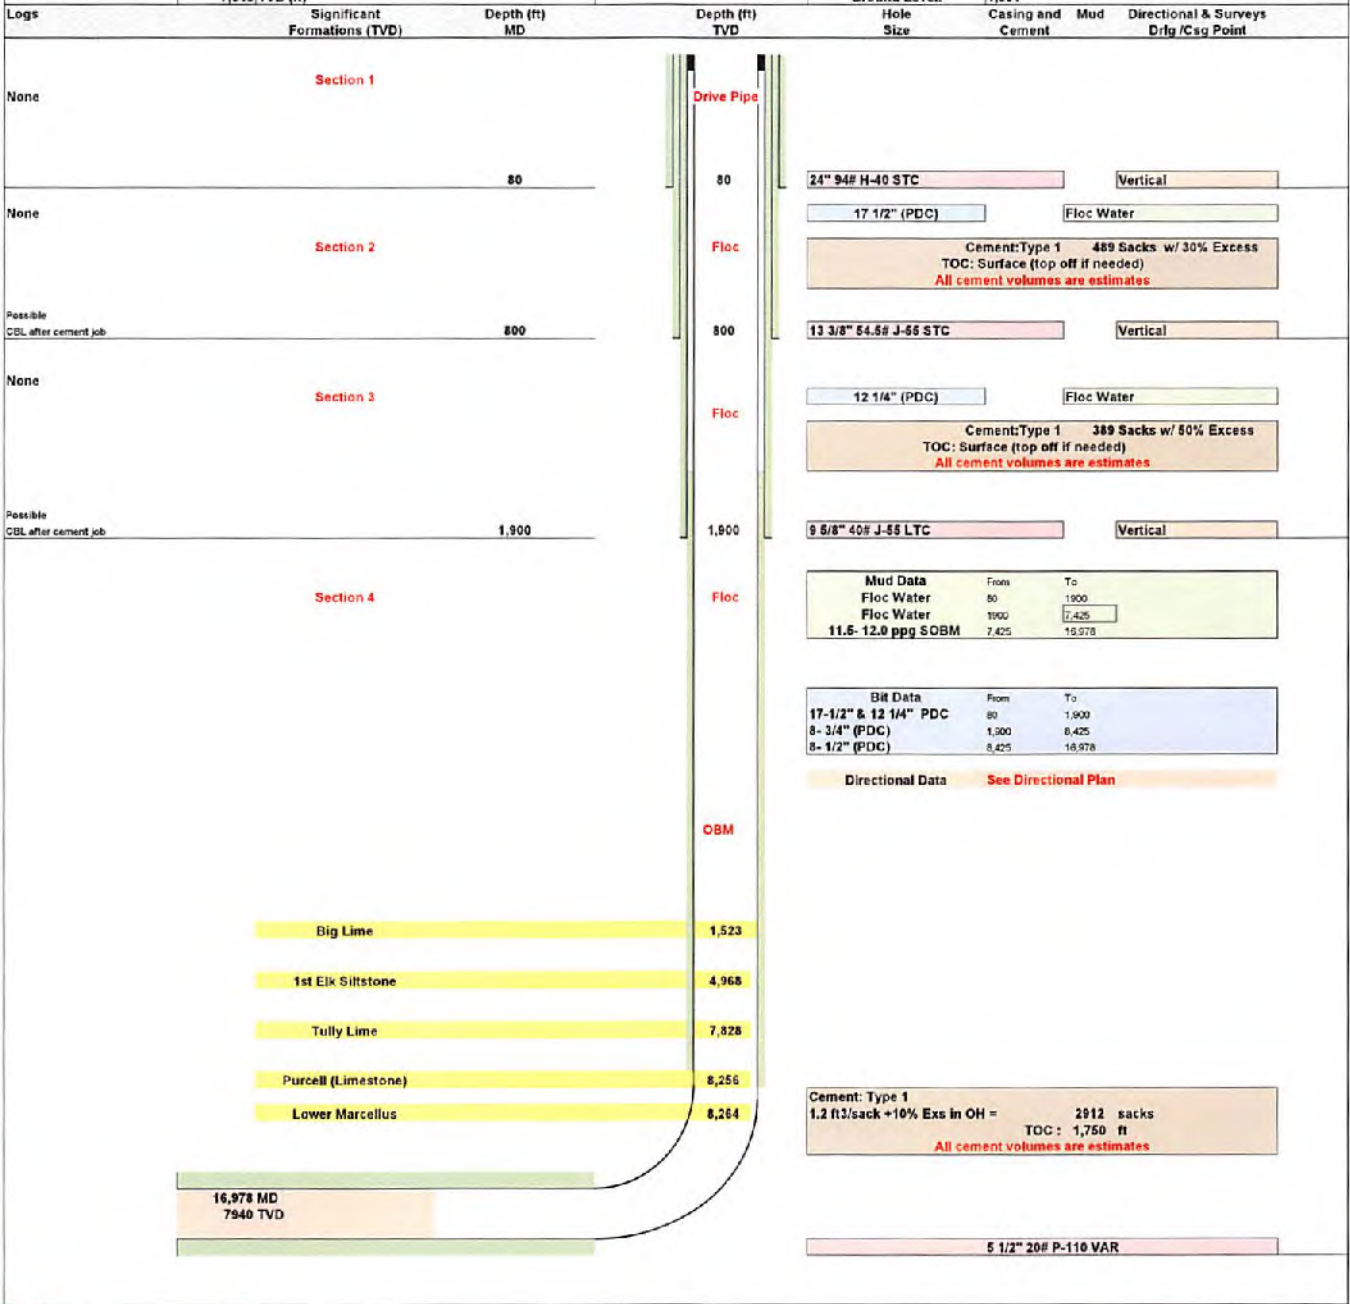 Logs Significant Depth (ft) Depth (ft) Hole Casing and Mud Directional & Surveys
Formations (TVD) MD TVD Size Cement Drlg /Csg Point
Section 1
None Drive Pipe
80 80 24" 94# H-40 STC Vertical
None 17 1/2" (PDC) Floc Water
Section 2 Floc Cement:Type 1 489 Sacks w/ 30% Excess
TOC: Surface (top off if needed)
All cement volumes are estimates
Possible
CBL after cement job 800 800 13 3/8" 54.5# J-55 STC Vertical
None
Section 3 12 1/4" (PDC) Floc Water
Floc
Cement:Type 1 389 Sacks w/ 50% Excess
TOC: Surface (top off if needed)
All cement volumes are estimates
Possible
CBL after cement job 1,900 1,900 9 5/8" 40# J-55 LTC Vertical
Mud Data From To
Section 4 Floc Floc Water 80 1900
Floc Water 1900 7,425
11.5- 12.0 ppg SOBM 7,425 16,978
Bit Data From To
17-1/2" & 12 1/4" PDC 80 1,900
8- 3/4" (PDC) 1,900 8,425
8- 1/2" (PDC) 8,425 16,978
Directional Data See Directional Plan
OBM
Big Lime 1,523
1st Elk Siltstone 4,968
Tully Lime 7,828
Purcell (Limestone) 8,256
Cement: Type 1
Lower Marcellus 8,264 1.2 ft3/sack +10% Exs in OH = 2912 sacks
TOC : 1,750 ft
All cement volumes are estimates
16,978 MD
7940 TVD
5 1/2" 20# P-110 VAR